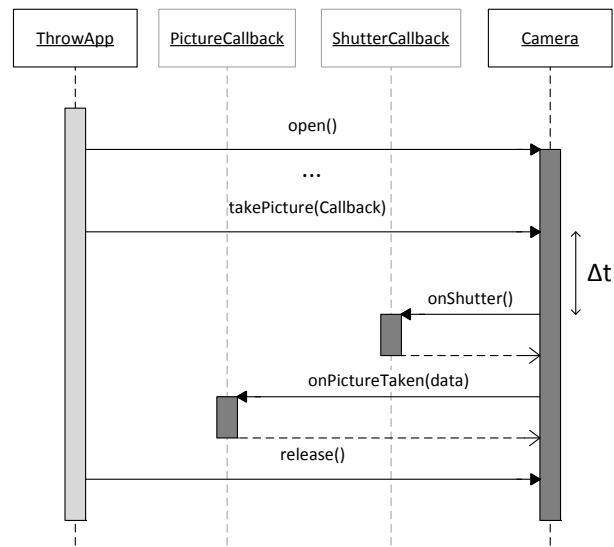 ThrowApp
PictureCallback
ShutterCallback
Camera
open()
...
takePicture(Callback)
Δt
onShutter()
onPictureTaken(data)
release()